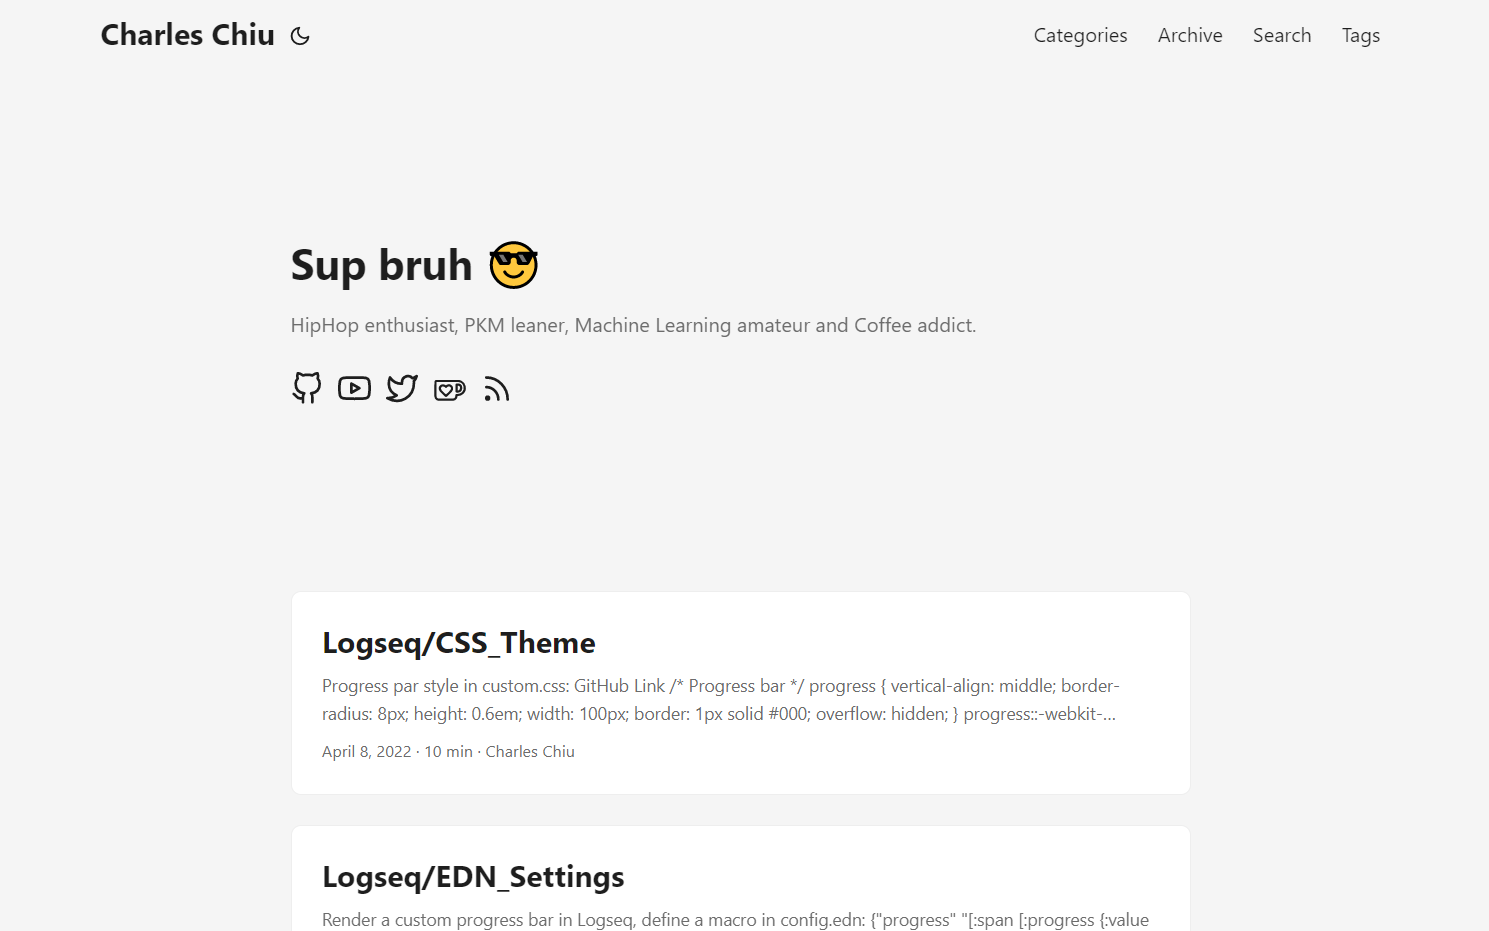 Charles Chiu
Categories Archive Search Tags
Sup bruh 😎
HipHop enthusiast, PKM leaner, Machine Learning amateur and Coffee addict.
Logseq/CSS_Theme
Progress par style in custom.css: GitHub Link /* Progress bar */ progress { vertical-align: middle; border-
radius: 8px; height: 0.6em; width: 100px; border: 1px solid #000; overflow: hidden; } progress::-webkit-...
April 8, 2022 · 10 min · Charles Chiu
Logseq/EDN_Settings
Render a custom progress bar in Logseq, define a macro in config.edn: {"progress" "[:span [:progress {:value